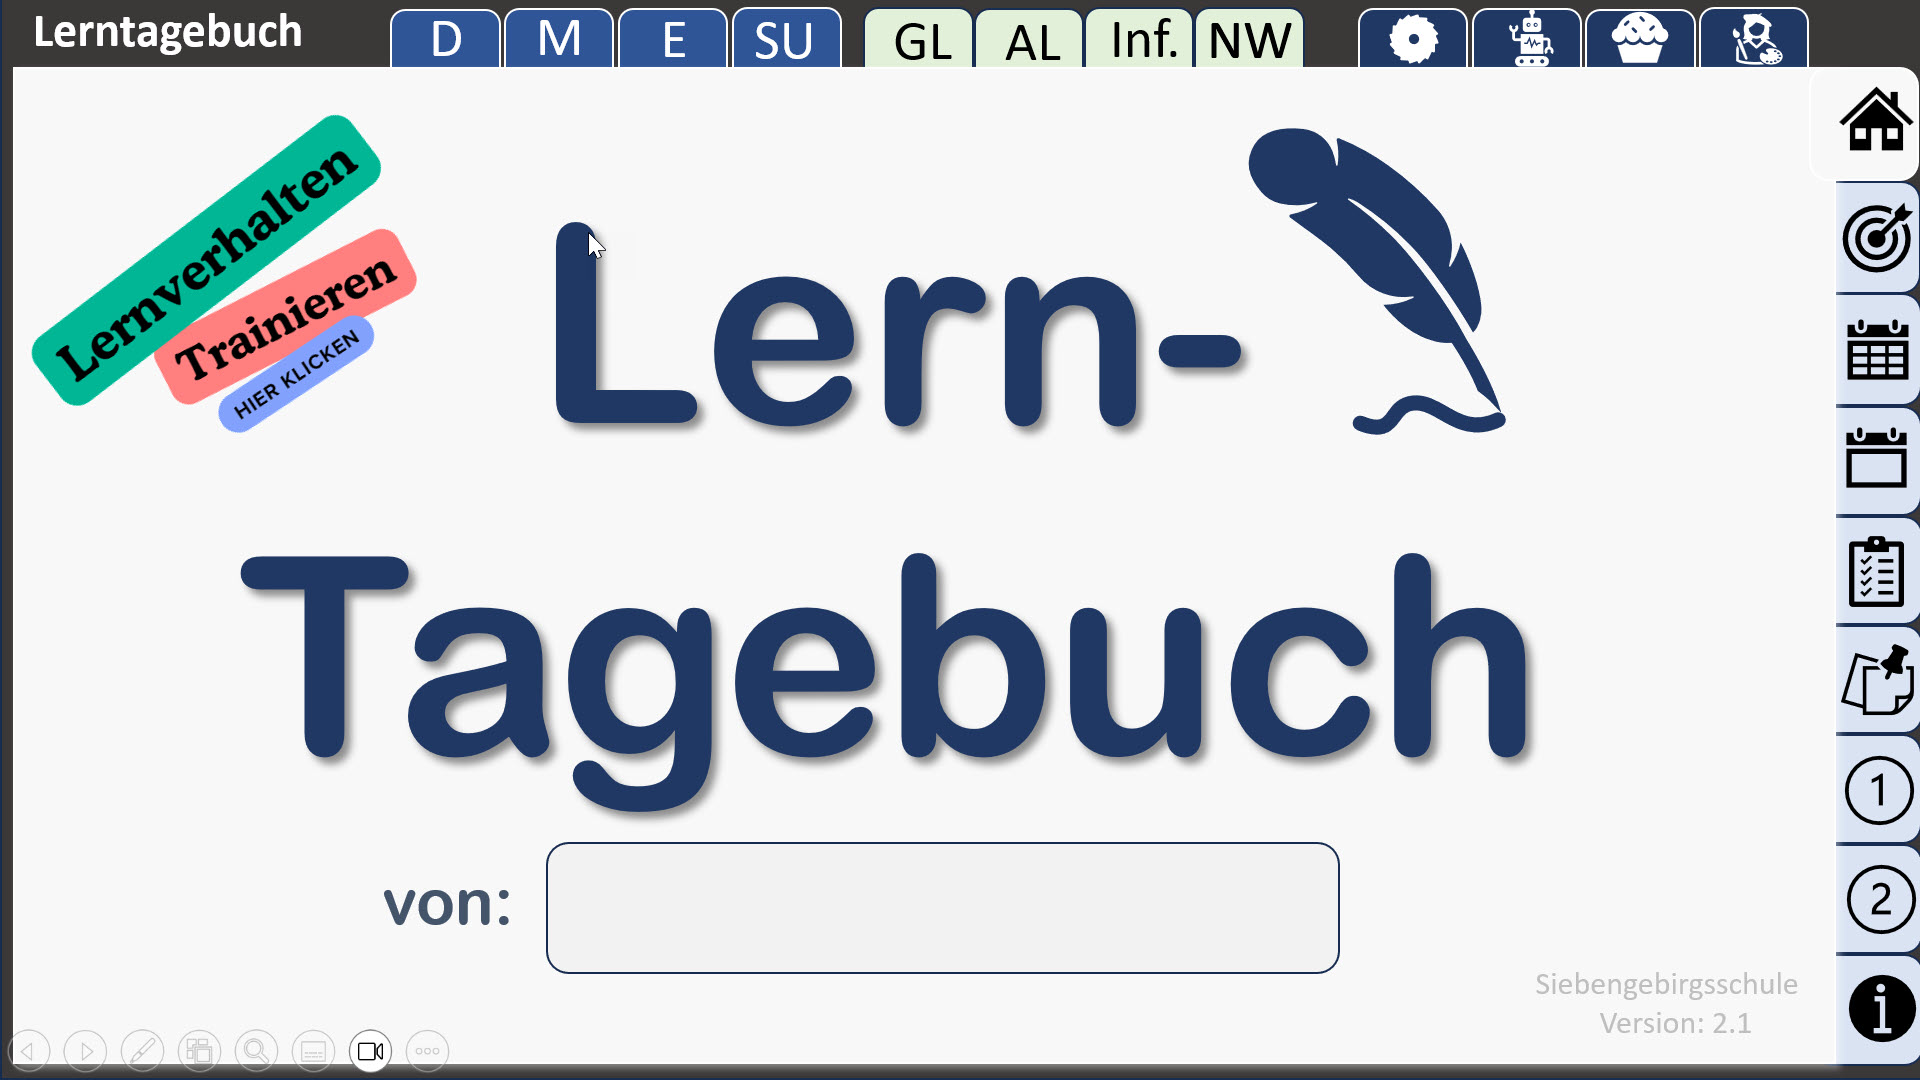 Lerntagebuch
D M E SU GL AL Inf. NW
Lernverhalten
Trainieren
HIER KLICKEN
Lern-
Tagebuch
von:
1
2
i
Siebengebirgsschule
Version: 2.1